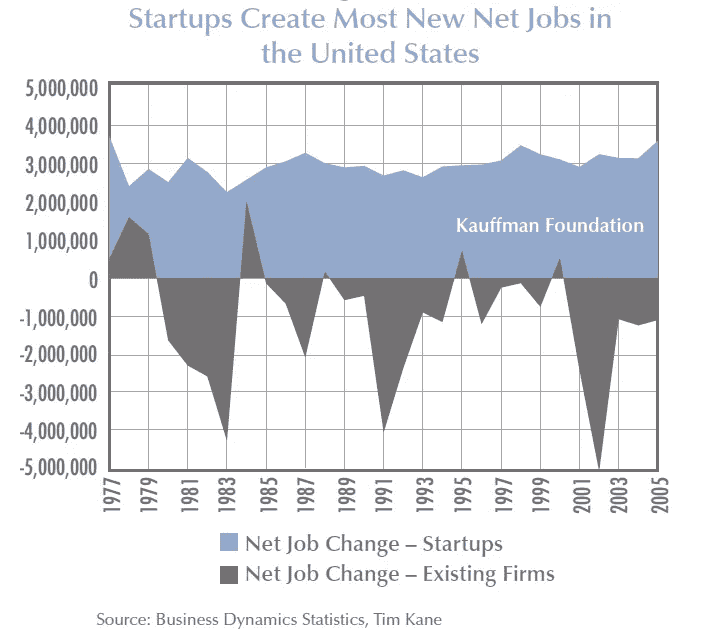 Startups Create Most New Net Jobs in
the United States
5,000,000
4,000,000
3,000,000
2,000,000
1,000,000
0
-1,000,000
-2,000,000
-3,000,000
-4,000,000
-5,000,000
Kauffman Foundation
1977 1979 1981 1983 1985 1987 1989 1991 1993 1995 1997 1999 2001 2003 2005
Net Job Change – Startups
Net Job Change – Existing Firms
Source: Business Dynamics Statistics, Tim Kane